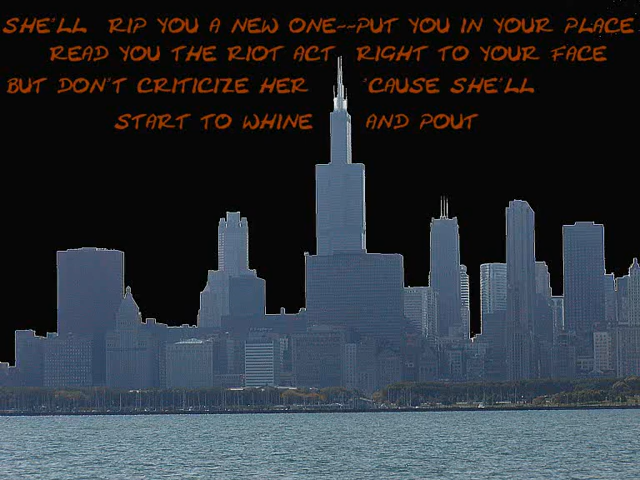 SHE'LL RIP YOU A NEW ONE--PUT YOU IN YOUR PLACE
READ YOU THE RIOT ACT RIGHT TO YOUR FACE
BUT DON'T CRITICIZE HER 'CAUSE SHE'LL
START TO WHINE AND POUT